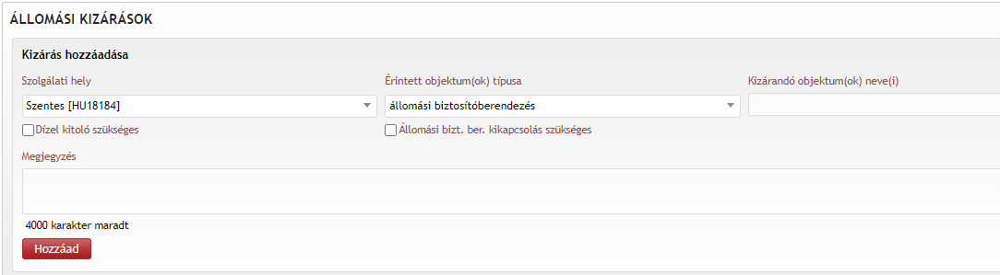 ÁLLOMÁSI KIZÁRÁSOK
Kizárás hozzáadása
Szolgálati hely Érintett objektum(ok) típusa Kizárandó objektum(ok) neve(i)
Szentes [HU18184] állomási biztosítóberendezés
Dízel kitoló szükséges Állomási bizt. ber. kikapcsolás szükséges
Megjegyzés
4000 karakter maradt
Hozzáad